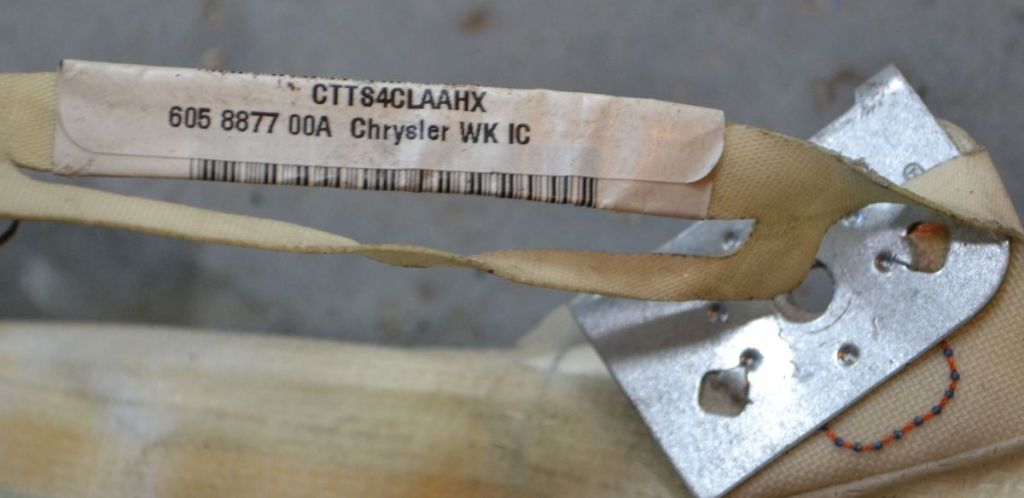 CTTS4CLAAHX
605 8877 00A Chrysler WK IC